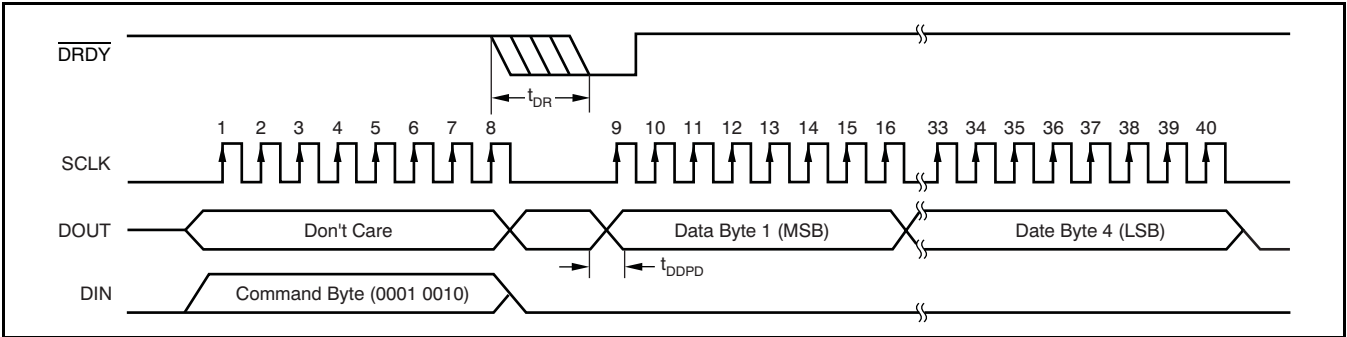 DRDY
tDR
1 2 3 4 5 6 7 8 9 10 11 12 13 14 15 16 33 34 35 36 37 38 39 40
SCLK
DOUT Don't Care Data Byte 1 (MSB) Date Byte 4 (LSB)
tDDPD
DIN Command Byte (0001 0010)